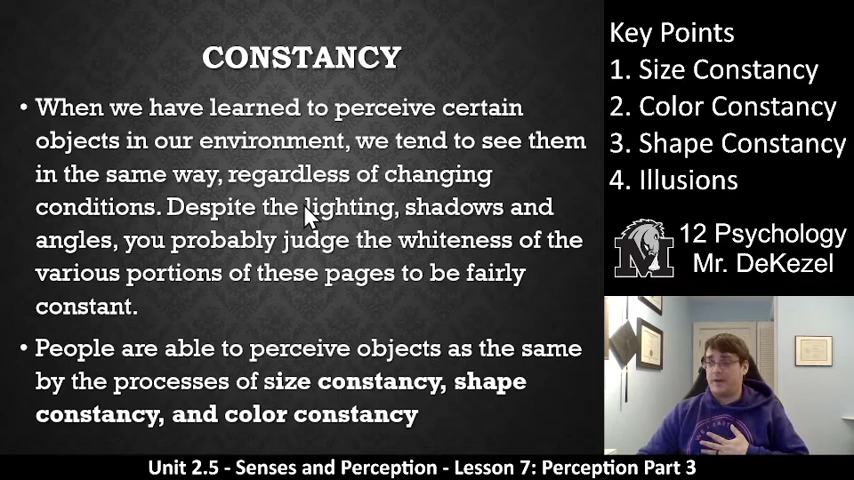 CONSTANCY
• When we have learned to perceive certain
objects in our environment, we tend to see them
in the same way, regardless of changing
conditions. Despite the lighting, shadows and
angles, you probably judge the whiteness of the
various portions of these pages to be fairly
constant.
• People are able to perceive objects as the same
by the processes of size constancy, shape
constancy, and color constancy
Key Points
1. Size Constancy
2. Color Constancy
3. Shape Constancy
4. Illusions
M
12 Psychology
Mr. DeKezel
Unit 2.5 - Senses and Perception - Lesson 7: Perception Part 3